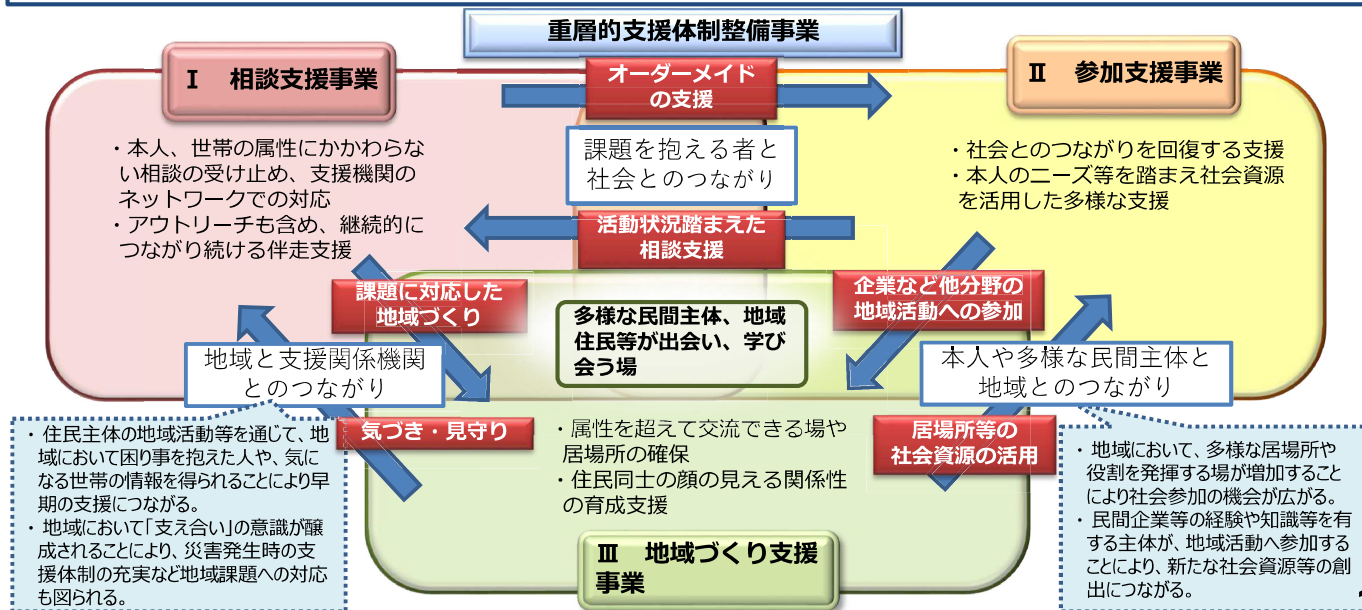 重層的支援体制整備事業
Ⅰ　相談支援事業
オーダーメイド
の支援
Ⅱ　参加支援事業
・本人、世帯の属性にかかわらな
い相談の受け止め、支援機関の
ネットワークでの対応
・アウトリーチも含め、継続的に
つながり続ける伴走支援
課題を抱える者と
社会とのつながり
・社会とのつながりを回復する支援
・本人のニーズ等を踏まえ社会資源
を活用した多様な支援
活動状況踏まえた
相談支援
課題に対応した
地域づくり
多様な民間主体、地域
住民等が出会い、学び
会う場
企業など他分野の
地域活動への参加
地域と支援関係機関
とのつながり
本人や多様な民間主体と
地域とのつながり
気づき・見守り
・属性を超えて交流できる場や
居場所の確保
・住民同士の顔の見える関係性
の育成支援
居場所等の
社会資源の活用
・住民主体の地域活動等を通じて、地
域において困り事を抱えた人や、気に
なる世帯の情報を得られることにより早
期の支援につながる。
・地域において「支え合い」の意識が醸
成されることにより、災害発生時の支
援体制の充実など地域課題への対応
も図られる。
・地域において、多様な居場所や
役割を発揮する場が増加すること
により社会参加の機会が広がる。
・民間企業等の経験や知識等を有
する主体が、地域活動へ参加する
ことにより、新たな社会資源等の創
出につながる。
Ⅲ　地域づくり支援
事業